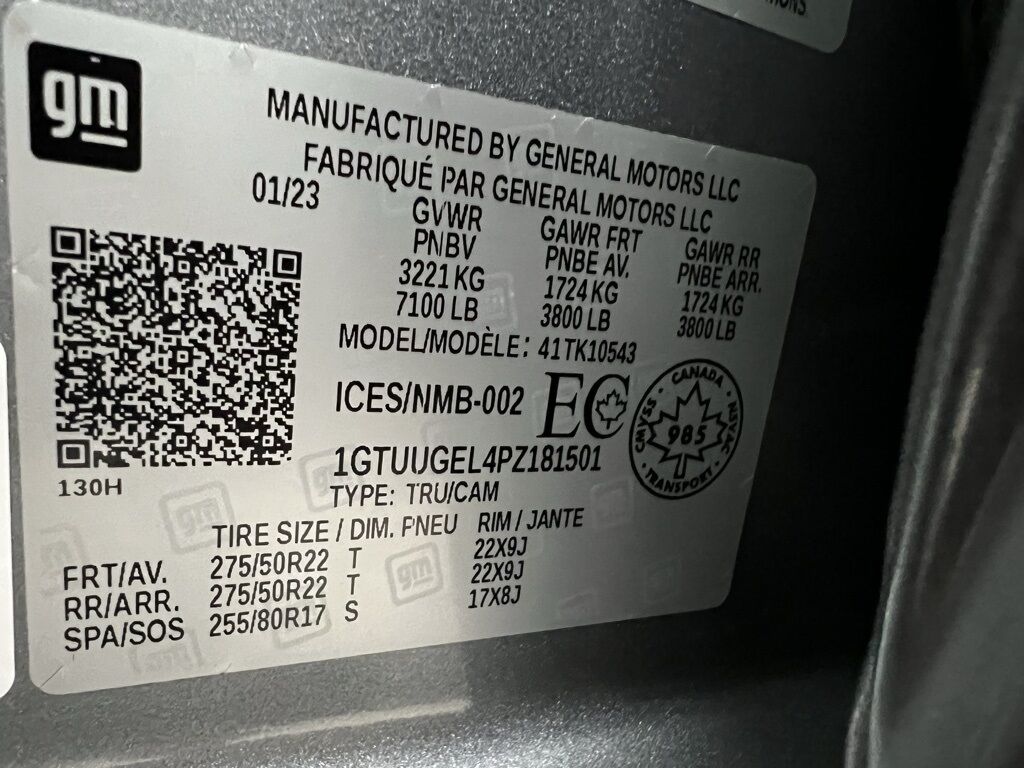 gm
MANUFACTURED BY GENERAL MOTORS LLC
FABRIQUÉ PAR GENERAL MOTORS LLC
01/23
GVWR GAWR FRT GAWR RR
PNBV PNBE AV. PNBE ARR.
3221 KG 1724 KG 1724 KG
7100 LB 3800 LB 3800 LB
MODEL/MODÈLE: 41TK10543
ICES/NMB-002 EC
CANADA
CMVSS NSVAC
985
TRANSPORT
1GTUUGEL4PZ181501
130H
TYPE: TRU/CAM
TIRE SIZE / DIM. PNEU RIM / JANTE
FRT/AV. 275/50R22 T 22X9J
RR/ARR. 275/50R22 T 22X9J
SPA/SOS 255/80R17 S 17X8J